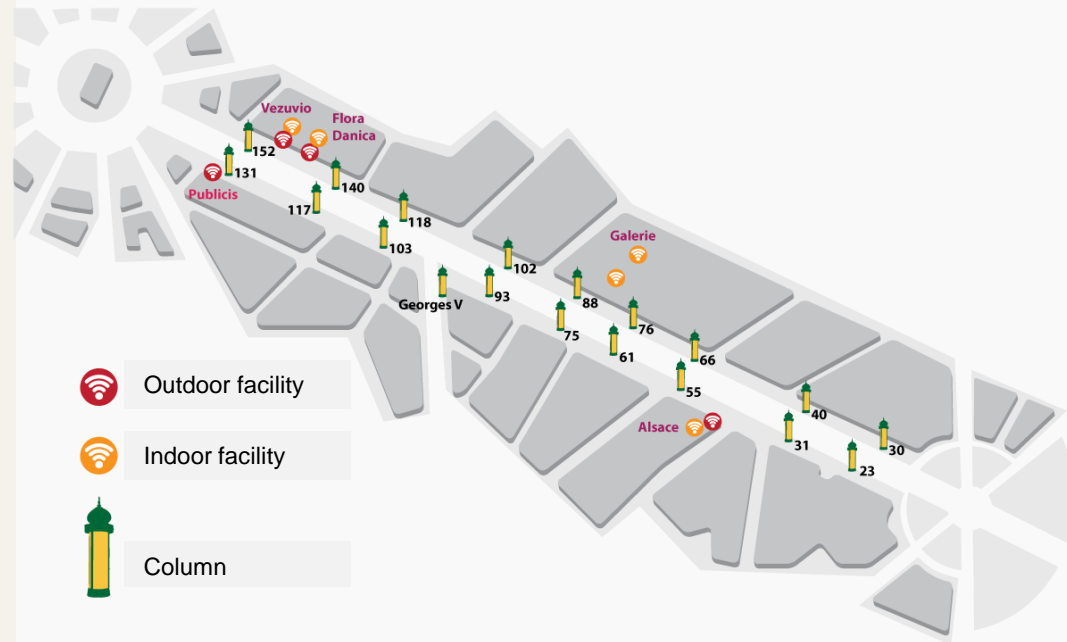 Vezuvio
Flora
Danica
152
131
Publicis
140
117
118
103
Galerie
102
Georges V
93
88
75
76
61
66
55
Alsace
40
31
30
23
Outdoor facility
Indoor facility
Column